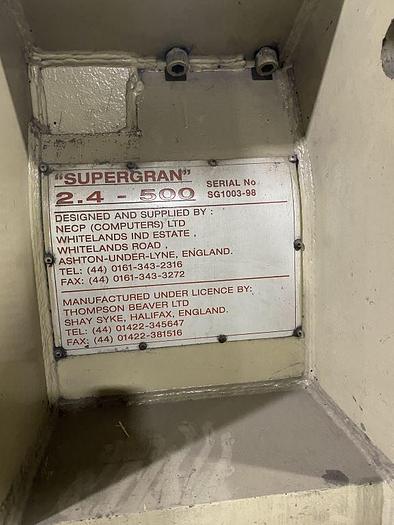 "SUPERGRAN"
2.4 - 500
SERIAL No
SG1003-98
DESIGNED AND SUPPLIED BY :
NECP (COMPUTERS) LTD
WHITELANDS IND ESTATE ,
WHITELANDS ROAD ,
ASHTON-UNDER-LYNE, ENGLAND.
TEL: (44) 0161-343-2316
FAX: (44) 0161-343-3272
MANUFACTURED UNDER LICENCE BY:
THOMPSON BEAVER LTD
SHAY SYKE, HALIFAX, ENGLAND.
TEL: (44) 01422-345647
FAX: (44) 01422-381516